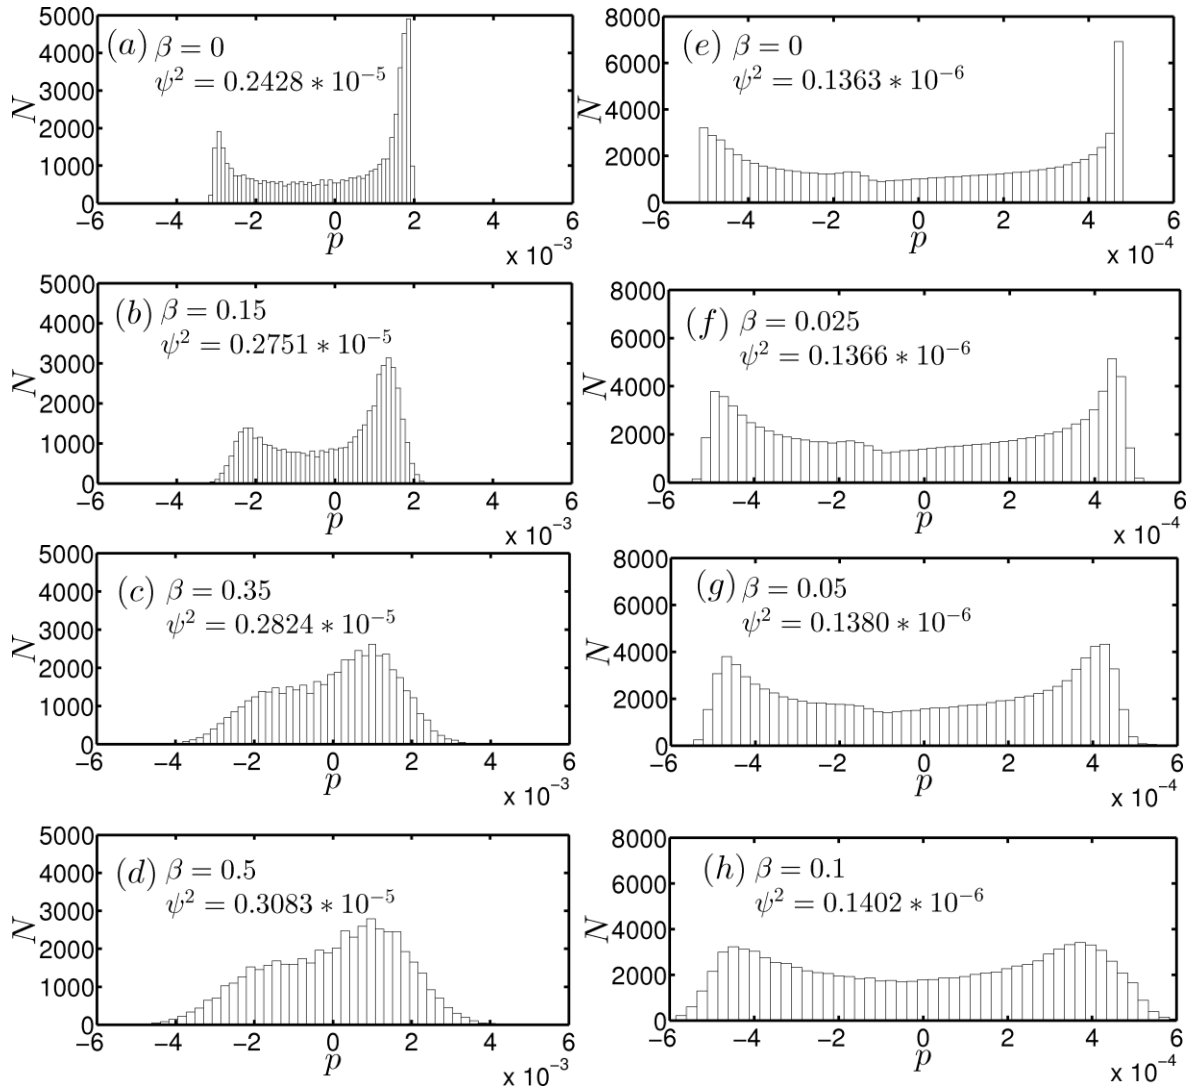 (a) β = 0
ψ² = 0.2428 * 10⁻⁵
N
5000
4000
3000
2000
1000
0
−6 −4 −2 0 2 4 6
p
x 10⁻³
(e) β = 0
ψ² = 0.1363 * 10⁻⁶
N
8000
6000
4000
2000
0
−4 −2 0 2 4 6
p
x 10⁻⁴
(b) β = 0.15
ψ² = 0.2751 * 10⁻⁵
N
5000
4000
3000
2000
1000
0
−6 −4 −2 0 2 4 6
p
x 10⁻³
(f) β = 0.025
ψ² = 0.1366 * 10⁻⁶
N
8000
6000
4000
2000
0
−6 −4 −2 0 2 4 6
p
x 10⁻⁴
(c) β = 0.35
ψ² = 0.2824 * 10⁻⁵
N
5000
4000
3000
2000
1000
0
−6 −4 −2 0 2 4 6
p
x 10⁻³
(g) β = 0.05
ψ² = 0.1380 * 10⁻⁶
N
8000
6000
4000
2000
0
−6 −4 −2 0 2 4 6
p
x 10⁻⁴
(d) β = 0.5
ψ² = 0.3083 * 10⁻⁵
N
5000
4000
3000
2000
1000
0
−6 −4 −2 0 2 4 6
p
x 10⁻³
(h) β = 0.1
ψ² = 0.1402 * 10⁻⁶
N
8000
6000
4000
2000
0
−6 −4 −2 0 2 4 6
p
x 10⁻⁴